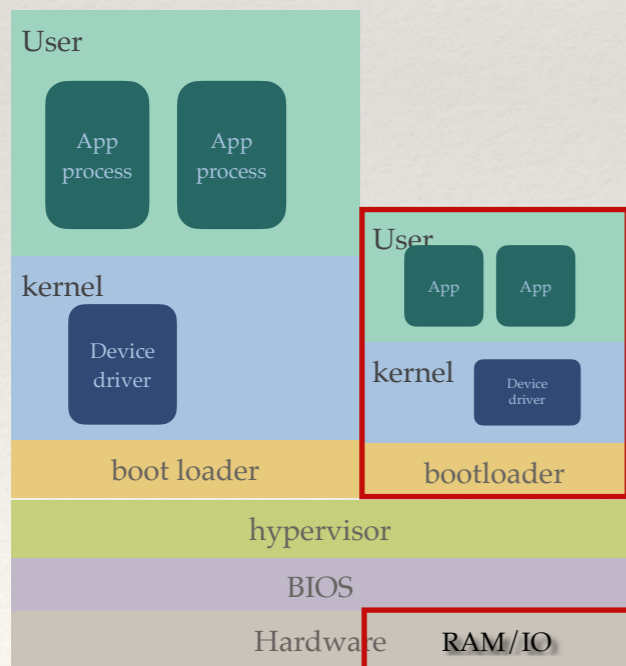 User
App
process
App
process
kernel
Device
driver
boot loader
User
App
App
kernel
Device
driver
bootloader
hypervisor
BIOS
Hardware
RAM/IO